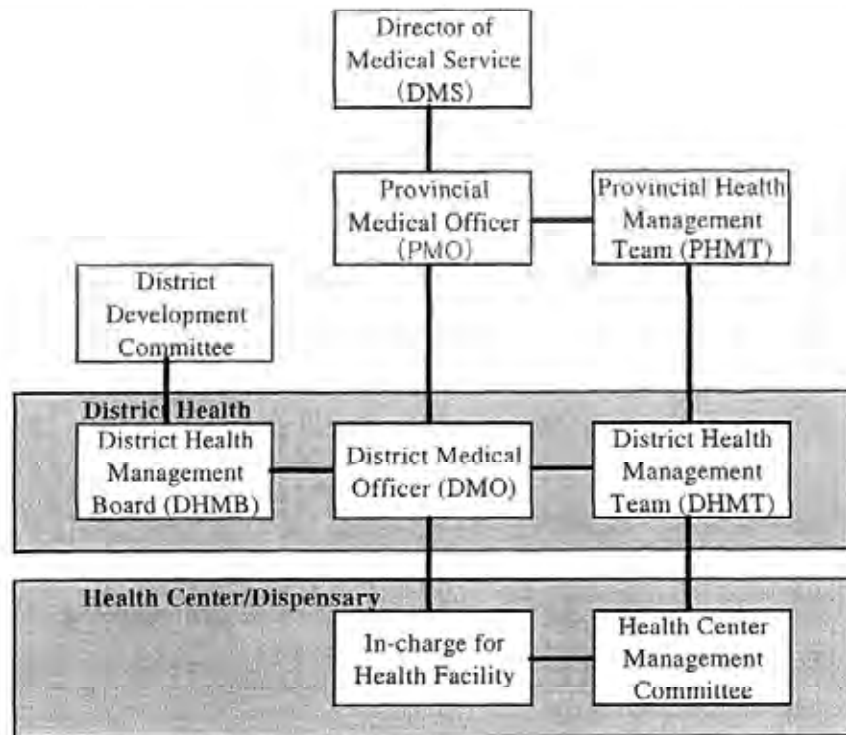 Director of
Medical Service
(DMS)
Provincial
Medical Officer
(PMO)
Provincial Health
Management
Team (PHMT)
District
Development
Committee
District Health
District Health
Management
Board (DHMB)
District Medical
Officer (DMO)
District Health
Management
Team (DHMT)
Health Center/Dispensary
In-charge for
Health Facility
Health Center
Management
Committee